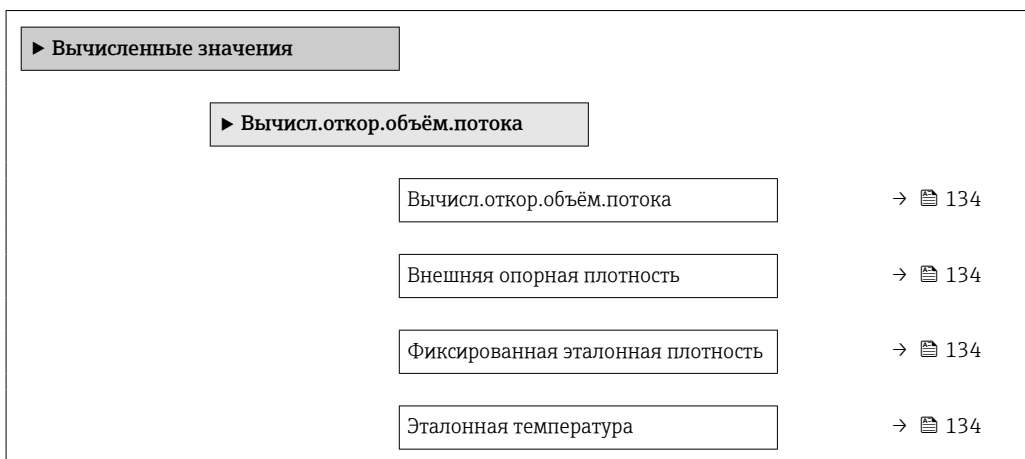 ▶ Вычисленные значения
▶ Вычисл.откор.объём.потока
Вычисл.откор.объём.потока → 134
Внешняя опорная плотность → 134
Фиксированная эталонная плотность → 134
Эталонная температура → 134